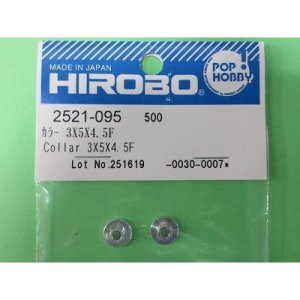 MADE IN JAPAN
HIROBO
POP
HOBBY
2521-095 500
ｶﾗｰ 3X5X4.5F
Collar 3X5X4.5F
Lot No.251619 -0030-0007*